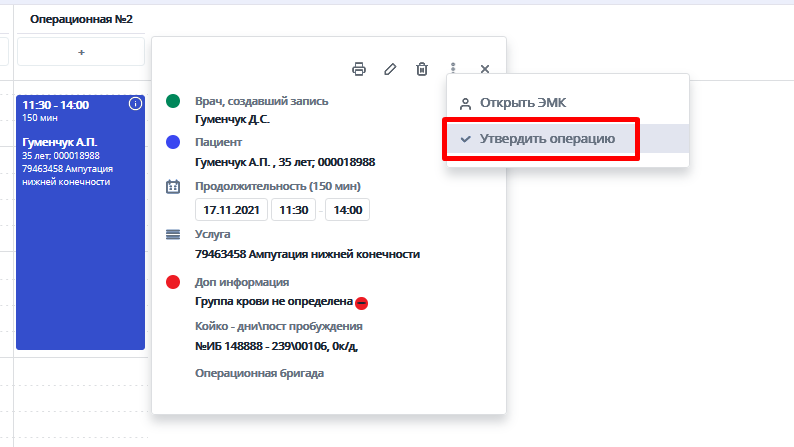 Операционная №2
+
11:30 - 14:00
150 мин
Гуменчук А.П.
35 лет; 000018988
79463458 Ампутация
нижней конечности
Врач, создавший запись
Гуменчук Д.С.
Пациент
Гуменчук А.П. , 35 лет; 000018988
Продолжительность (150 мин)
17.11.2021 11:30 - 14:00
Услуга
79463458 Ампутация нижней конечности
Доп информация
Группа крови не определена
Койко - дни\пост пробуждения
№ИБ 148888 - 239\00106, 0к/д,
Операционная бригада
Открыть ЭМК
Утвердить операцию